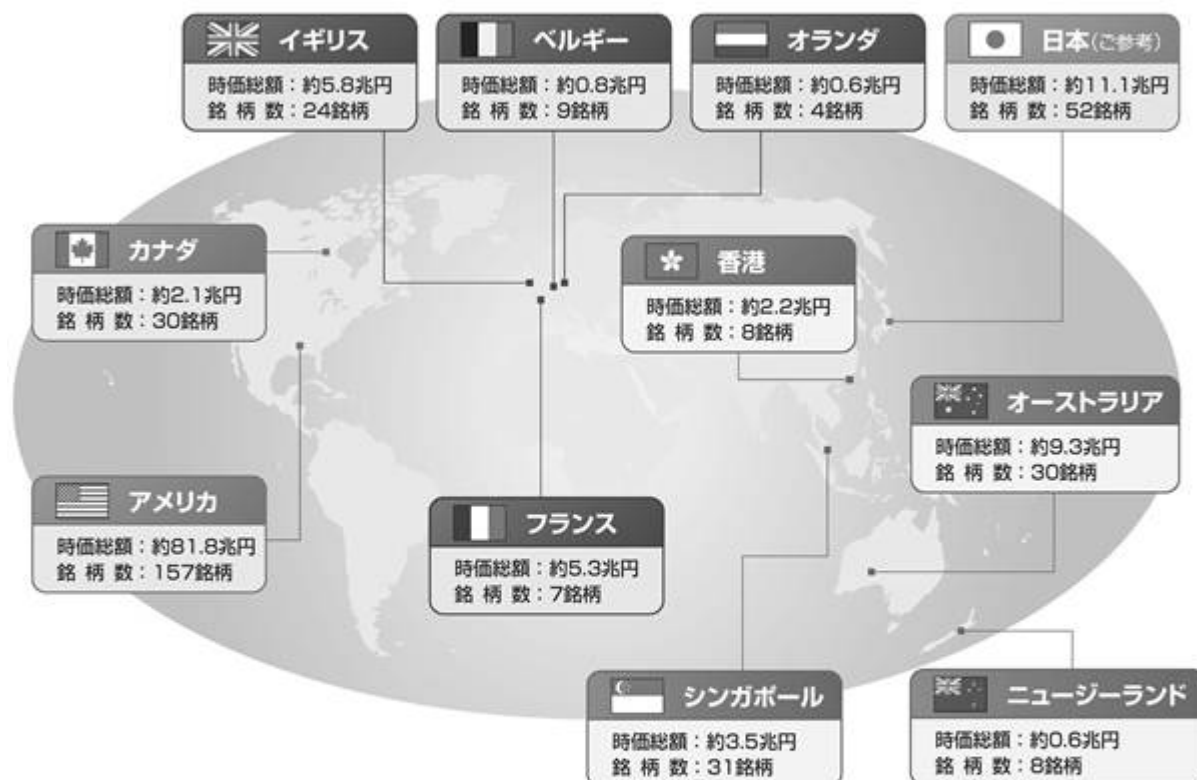 イギリス
時価総額：約5.8兆円
銘柄数：24銘柄
ベルギー
時価総額：約0.8兆円
銘柄数：9銘柄
オランダ
時価総額：約0.6兆円
銘柄数：4銘柄
日本(ご参考)
時価総額：約11.1兆円
銘柄数：52銘柄
カナダ
時価総額：約2.1兆円
銘柄数：30銘柄
香港
時価総額：約2.2兆円
銘柄数：8銘柄
オーストラリア
時価総額：約9.3兆円
銘柄数：30銘柄
アメリカ
時価総額：約81.8兆円
銘柄数：157銘柄
フランス
時価総額：約5.3兆円
銘柄数：7銘柄
シンガポール
時価総額：約3.5兆円
銘柄数：31銘柄
ニュージーランド
時価総額：約0.6兆円
銘柄数：8銘柄